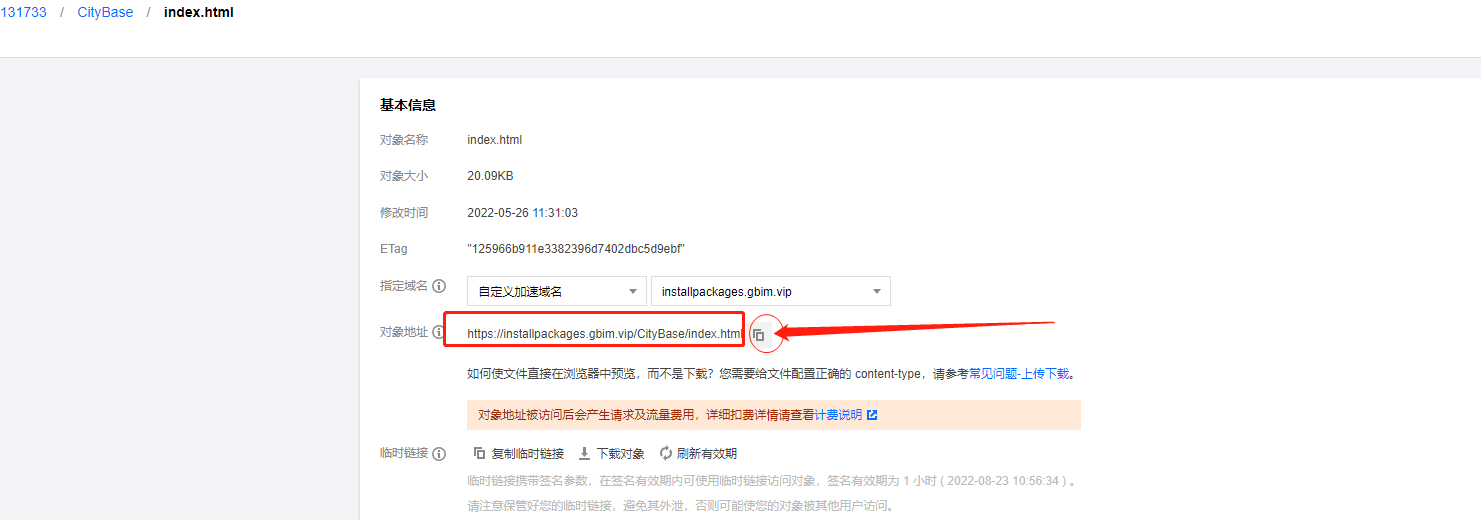 131733 / CityBase / index.html
基本信息
对象名称 index.html
对象大小 20.09KB
修改时间 2022-05-26 11:31:03
ETag "125966b911e3382396d7402dbc5d9ebf"
指定域名 自定义加速域名 installpackages.gbim.vip
对象地址 https://installpackages.gbim.vip/CityBase/index.html
如何使文件直接在浏览器中预览，而不是下载？您需要给文件配置正确的 content-type，请参考常见问题-上传下载。
对象地址被访问后会产生请求及流量费用，详细扣费详情请查看计费说明
临时链接 复制临时链接 下载对象 刷新有效期
临时链接携带签名参数，在签名有效期内可使用临时链接访问对象，签名有效期为 1 小时 ( 2022-08-23 10:56:34 ) 。
请注意保管好您的临时链接，避免其外泄，否则可能使您的对象被其他用户访问。